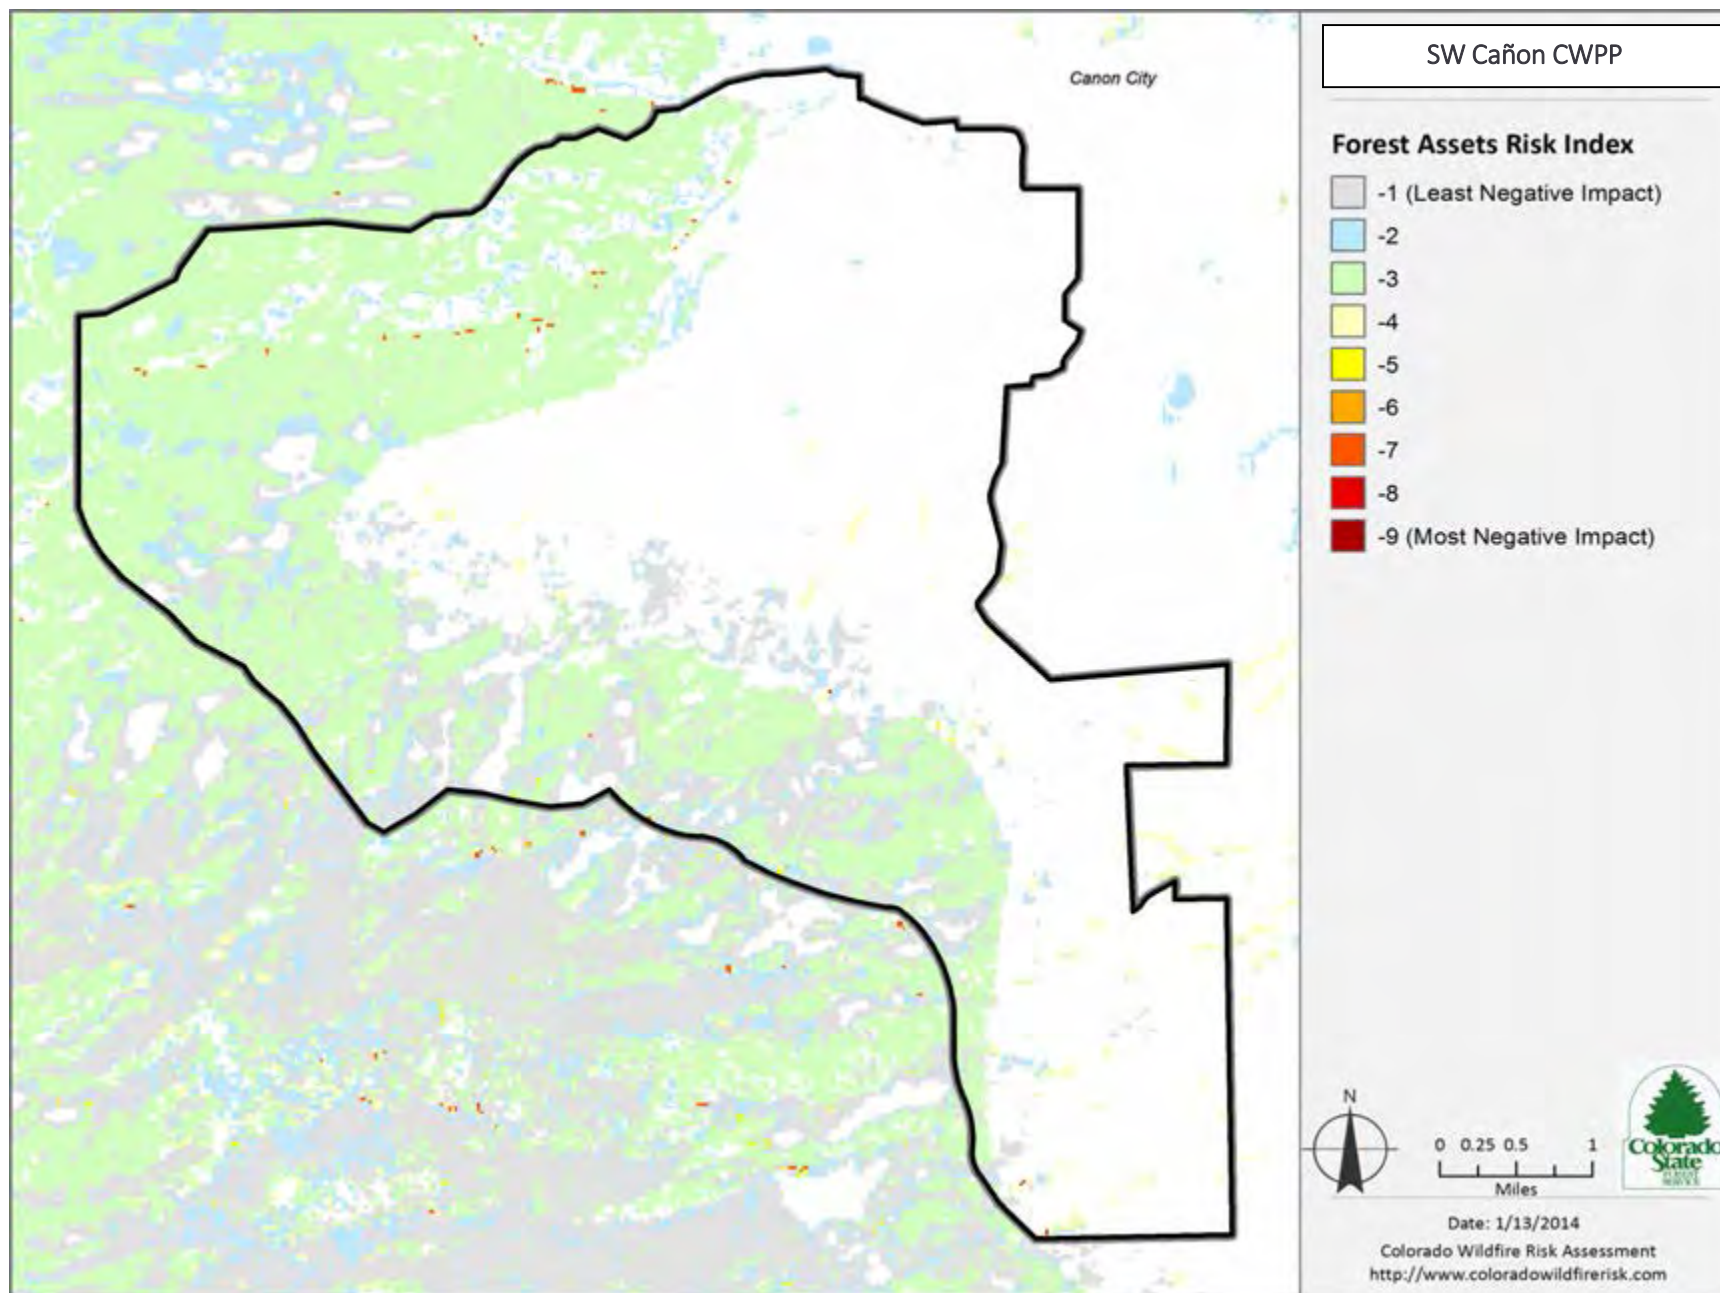 SW Cañon CWPP
Canon City
Forest Assets Risk Index
-1 (Least Negative Impact)
-2
-3
-4
-5
-6
-7
-8
-9 (Most Negative Impact)
N
0 0.25 0.5 1
Miles
Colorado
State
FOREST
SERVICE
Date: 1/13/2014
Colorado Wildfire Risk Assessment
http://www.coloradowildfirerisk.com